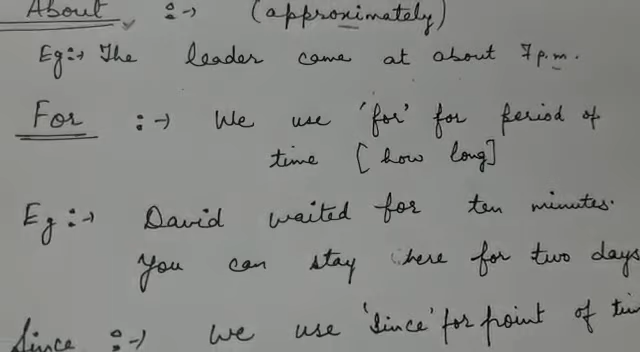 About :-> (approximately)
Eg:-> The leader came at about 7 p.m.
For :-> We use 'for' for period of
time [how long]
Eg:-> David waited for ten minutes.
You can stay here for two days
Since :-> We use 'Since' for point of